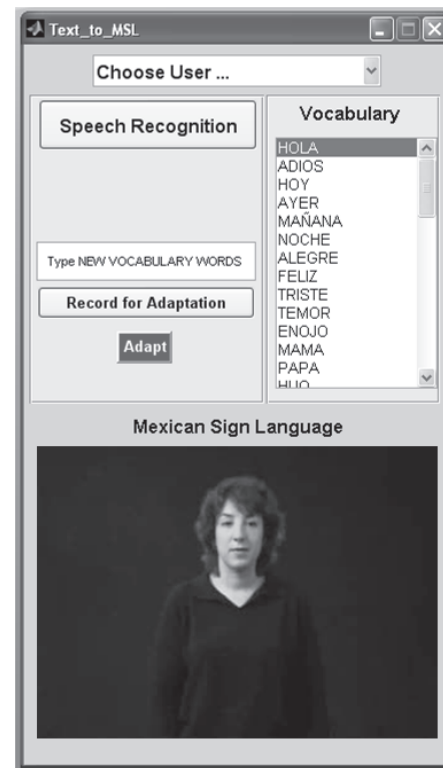 Text_to_MSL
Choose User ...
Speech Recognition
Type NEW VOCABULARY WORDS
Record for Adaptation
Adapt
Vocabulary
HOLA
ADIOS
HOY
AYER
MAÑANA
NOCHE
ALEGRE
FELIZ
TRISTE
TEMOR
ENOJO
MAMA
PAPA
Mexican Sign Language